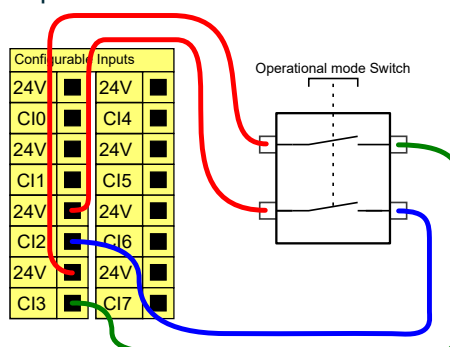 Configurable Inputs
24V 24V
CI0 CI4
24V 24V
CI1 CI5
24V 24V
CI2 CI6
24V 24V
CI3 CI7
Operational mode Switch